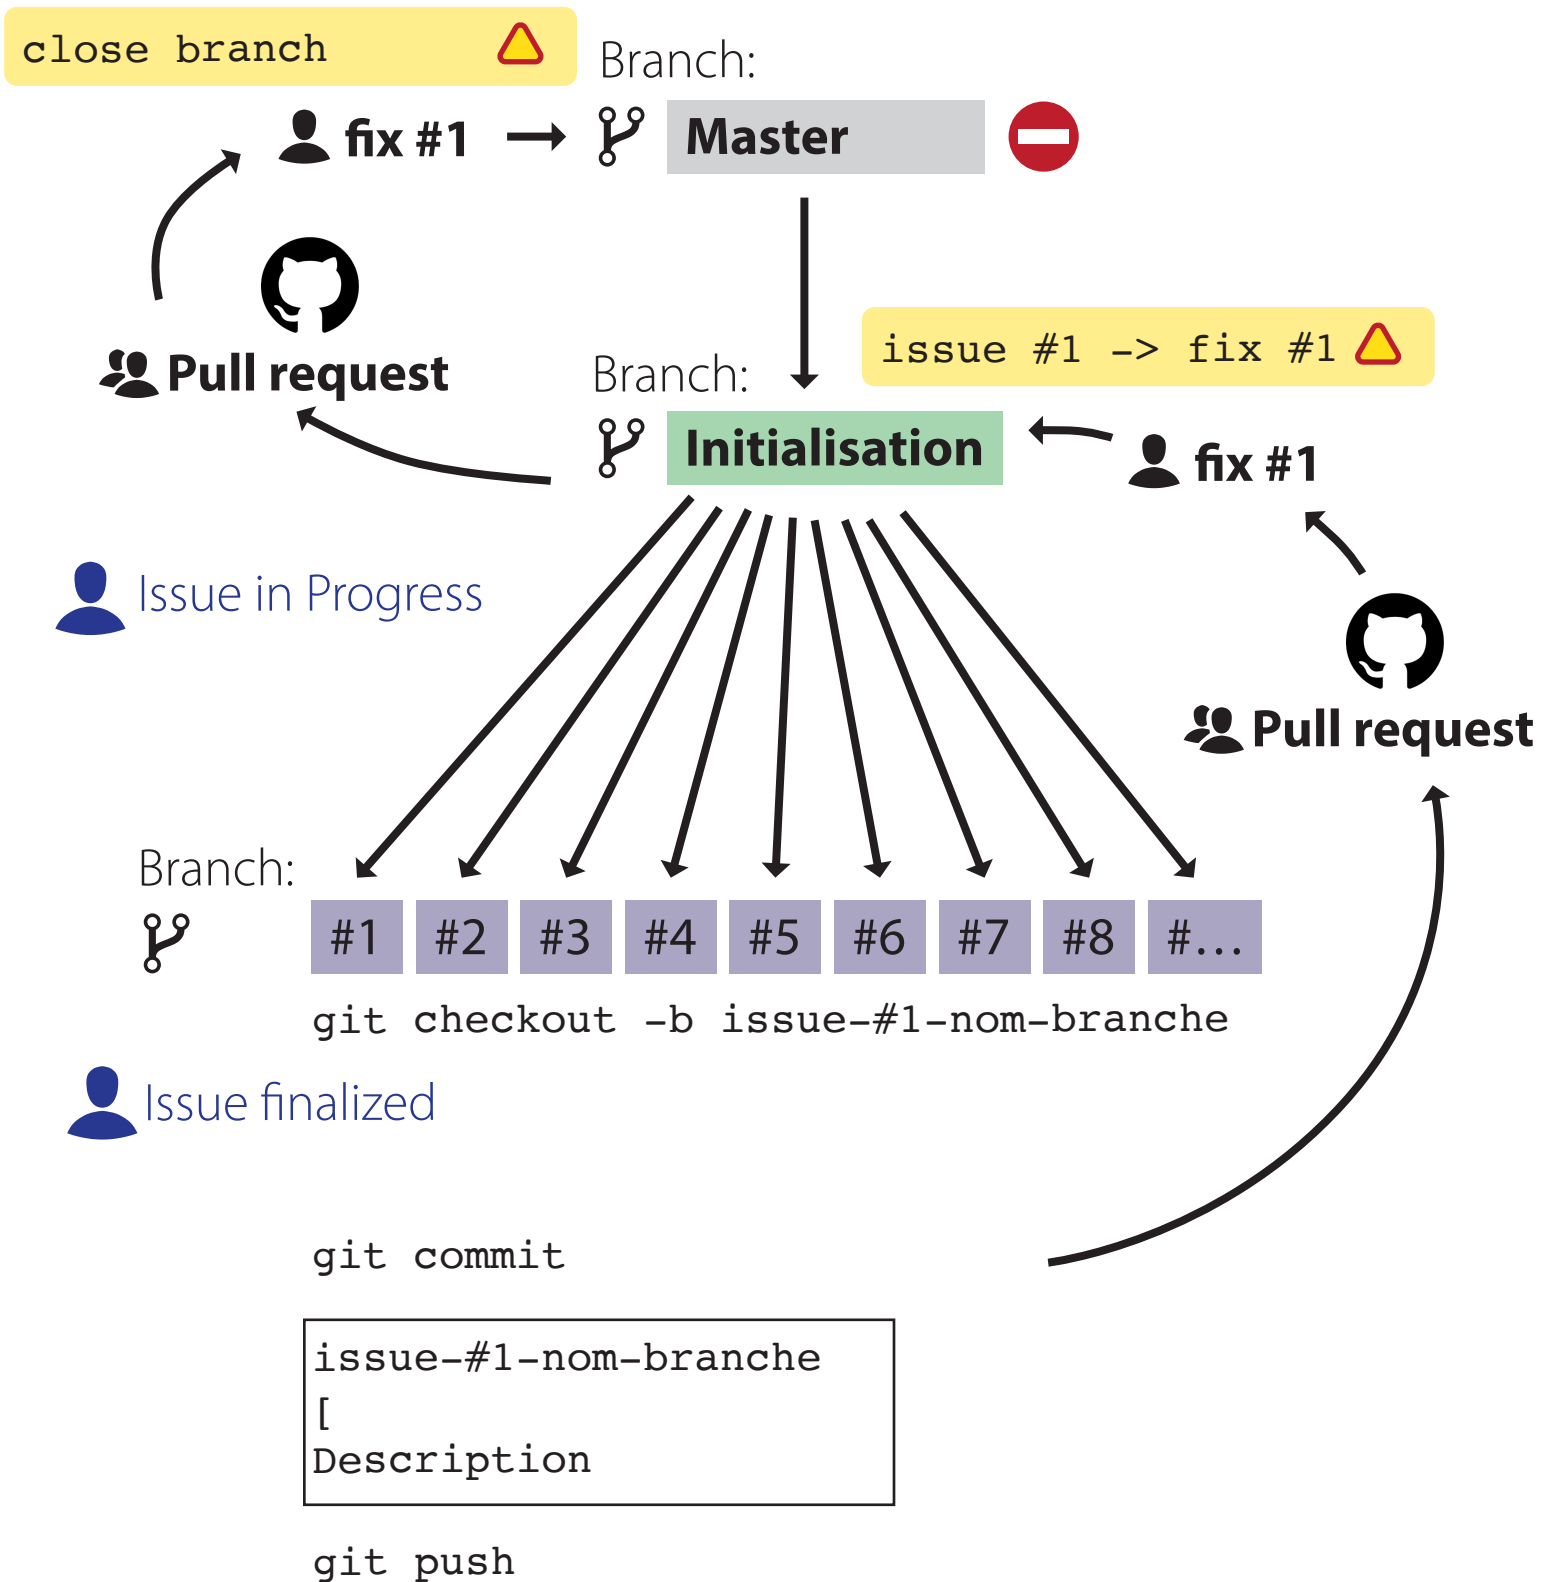 close branch
Branch:
fix #1
Master
Pull request
issue #1 -> fix #1
Branch:
Initialisation
fix #1
Issue in Progress
Pull request
Branch:
#1 #2 #3 #4 #5 #6 #7 #8 #...
git checkout -b issue-#1-nom-branche
Issue finalized
git commit
issue-#1-nom-branche
[
Description
git push